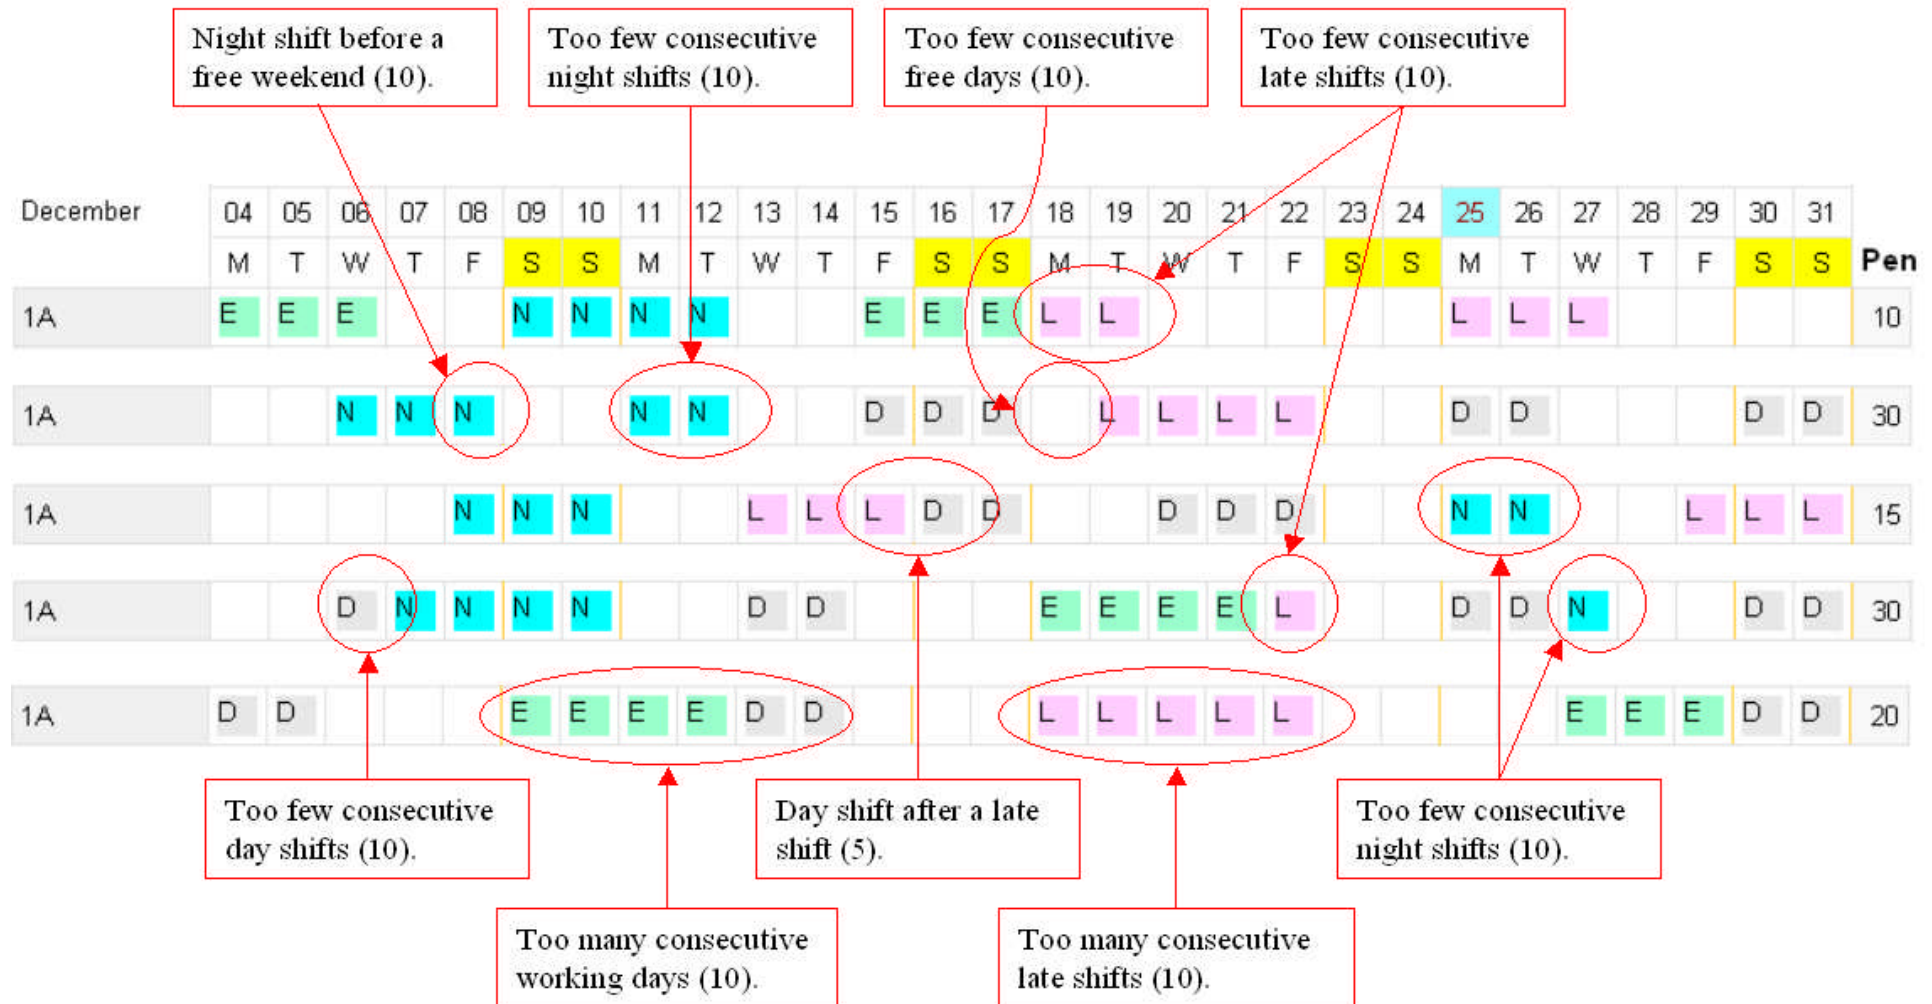 Night shift before a
free weekend (10).
Too few consecutive
night shifts (10).
Too few consecutive
free days (10).
Too few consecutive
late shifts (10).
December 04 05 06 07 08 09 10 11 12 13 14 15 16 17 18 19 20 21 22 23 24 25 26 27 28 29 30 31
M T W T F S S M T W T F S S M T W T F S S M T W T F S S Pen
1A E E E N N N N E E E L L L L L 10
1A N N N N N D D D L L L L D D D D 30
1A N N N L L L D D D D D N N L L L 15
1A D N N N N D D E E E E L D D N D D 30
1A D D E E E E D D L L L L L E E E D D 20
Too few consecutive
day shifts (10).
Day shift after a late
shift (5).
Too few consecutive
night shifts (10).
Too many consecutive
working days (10).
Too many consecutive
late shifts (10).